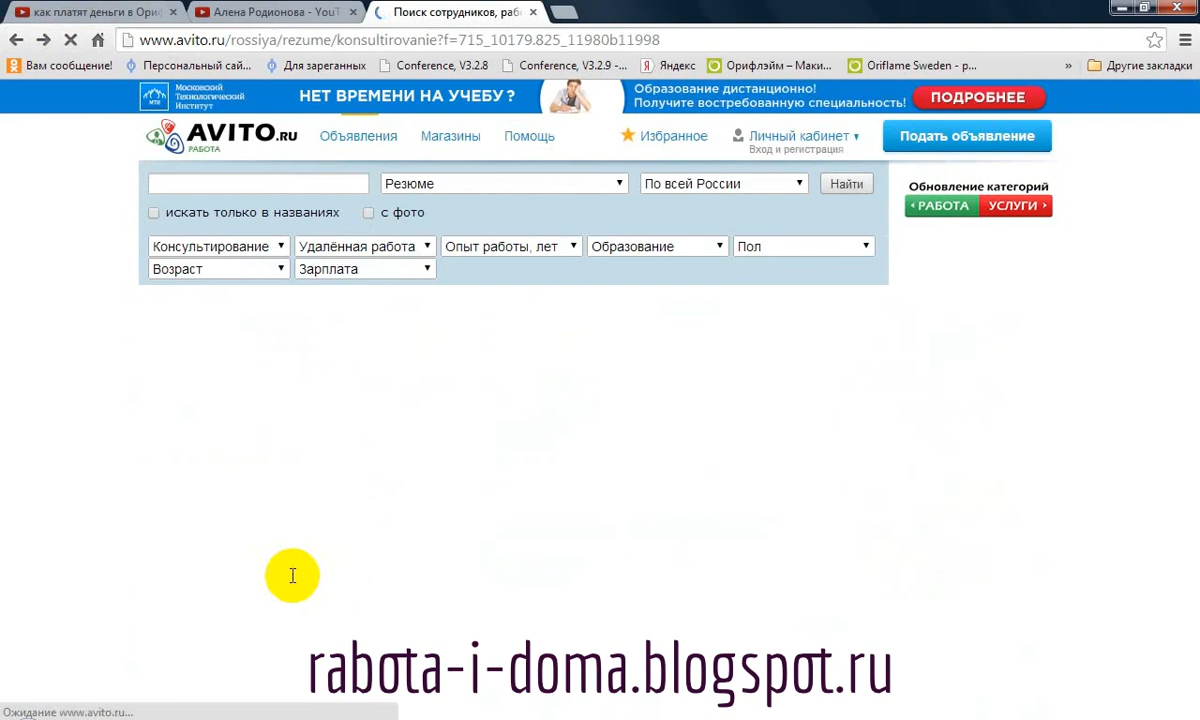 как платят деньги в Ори
Алена Родионова - YouT
Поиск сотрудников, раб
www.avito.ru/rossiya/rezume/konsultirovanie?f=715_10179.825_11980b11998
Вам сообщение!
Персональный сай...
Для зареганных
Conference, V3.2.8
Conference, V3.2.9 -...
Яндекс
Орифлэйм – Маки...
Oriflame Sweden - p...
»
Другие закладки
Московский
Технологический
Институт
МТИ
НЕТ ВРЕМЕНИ НА УЧЕБУ ?
Образование дистанционно!
Получите востребованную специальность!
ПОДРОБНЕЕ
AVITO.RU
РАБОТА
Объявления
Магазины
Помощь
Избранное
Личный кабинет
Вход и регистрация
Подать объявление
Резюме
По всей России
Найти
Обновление категорий
РАБОТА
УСЛУГИ
искать только в названиях
с фото
Консультирование
Удалённая работа
Опыт работы, лет
Образование
Пол
Возраст
Зарплата
rabota-i-doma.blogspot.ru
Ожидание www.avito.ru...